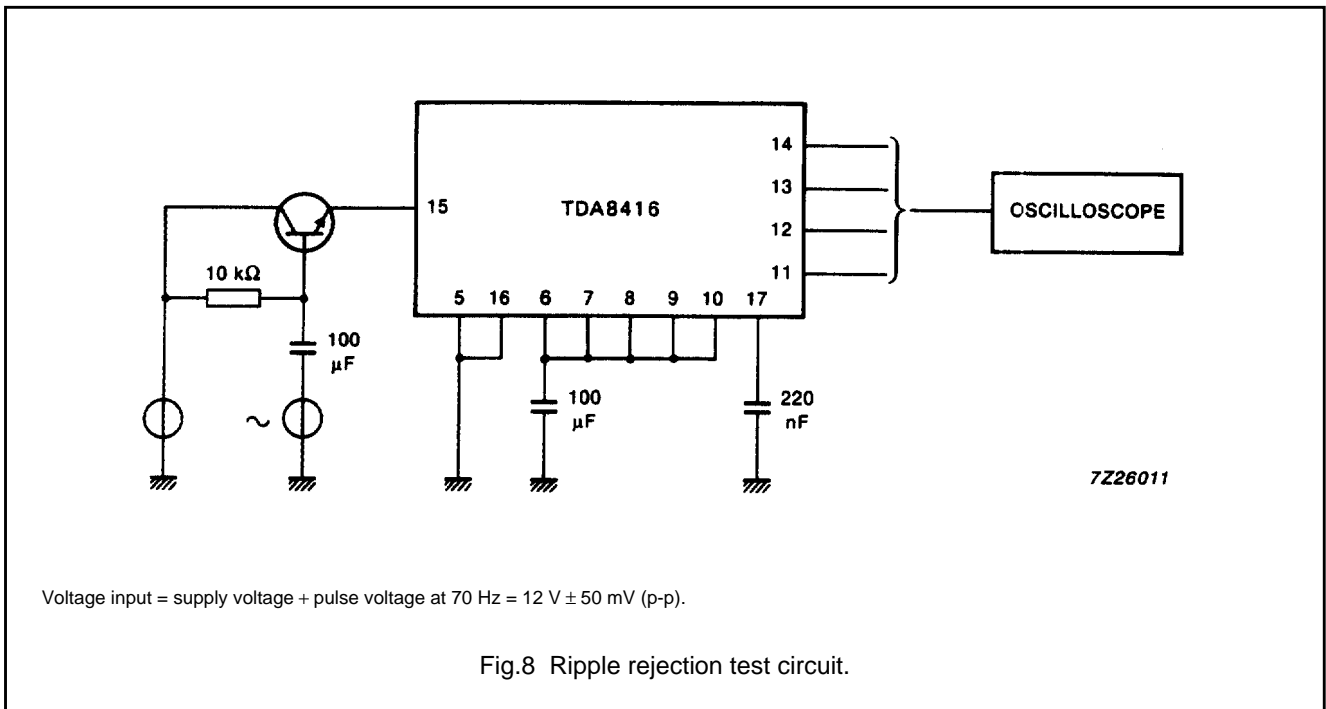 14
13
15 TDA8416 OSCILLOSCOPE
12
10 kΩ 11
5 16 6 7 8 9 10 17
100
μF
100
μF
220
nF
~
7Z26011
Voltage input = supply voltage + pulse voltage at 70 Hz = 12 V ± 50 mV (p-p).
Fig.8 Ripple rejection test circuit.